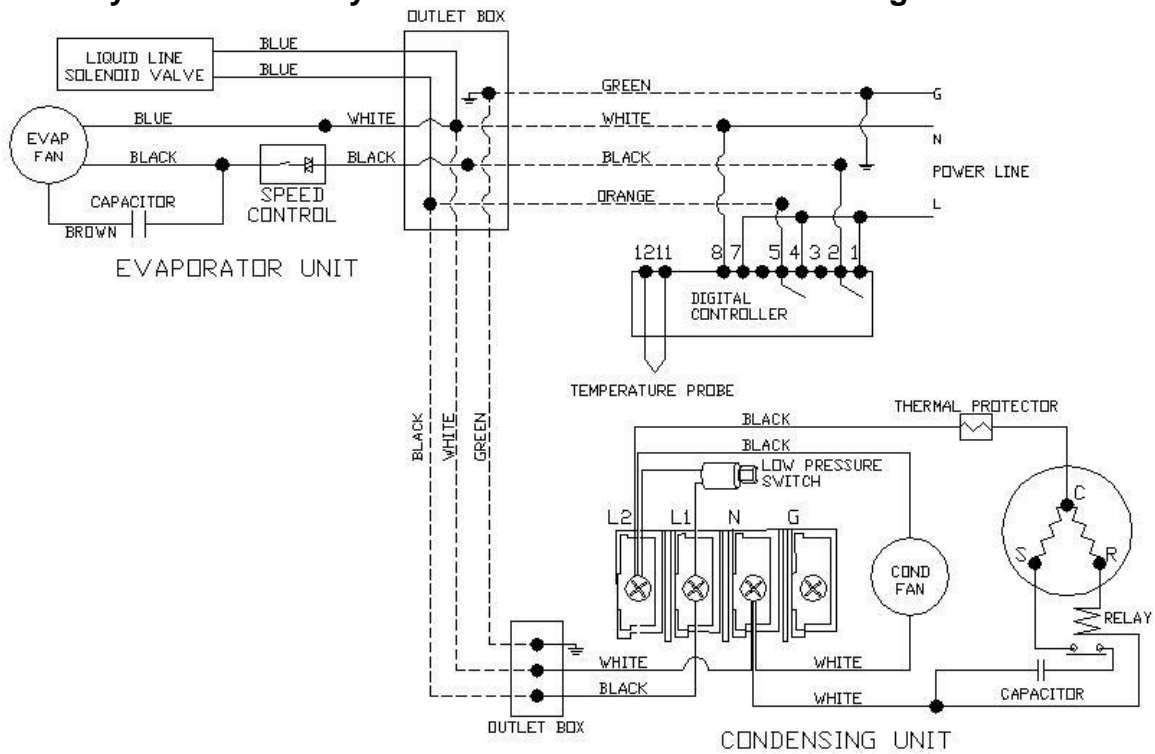 OUTLET BOX
LIQUID LINE
SOLENOID VALVE
BLUE
BLUE
GREEN
G
BLUE
WHITE
WHITE
N
EVAP
FAN
BLACK
BLACK
BLACK
POWER LINE
SPEED
CONTROL
CAPACITOR
BROWN
ORANGE
L
EVAPORATOR UNIT
12 11 8 7 5 4 3 2 1
DIGITAL
CONTROLLER
TEMPERATURE PROBE
BLACK
WHITE
GREEN
BLACK
THERMAL PROTECTOR
BLACK
LOW PRESSURE
SWITCH
L2 L1 N G
C
S
R
COND
FAN
RELAY
WHITE
WHITE
BLACK
WHITE
CAPACITOR
OUTLET BOX
CONDENSING UNIT